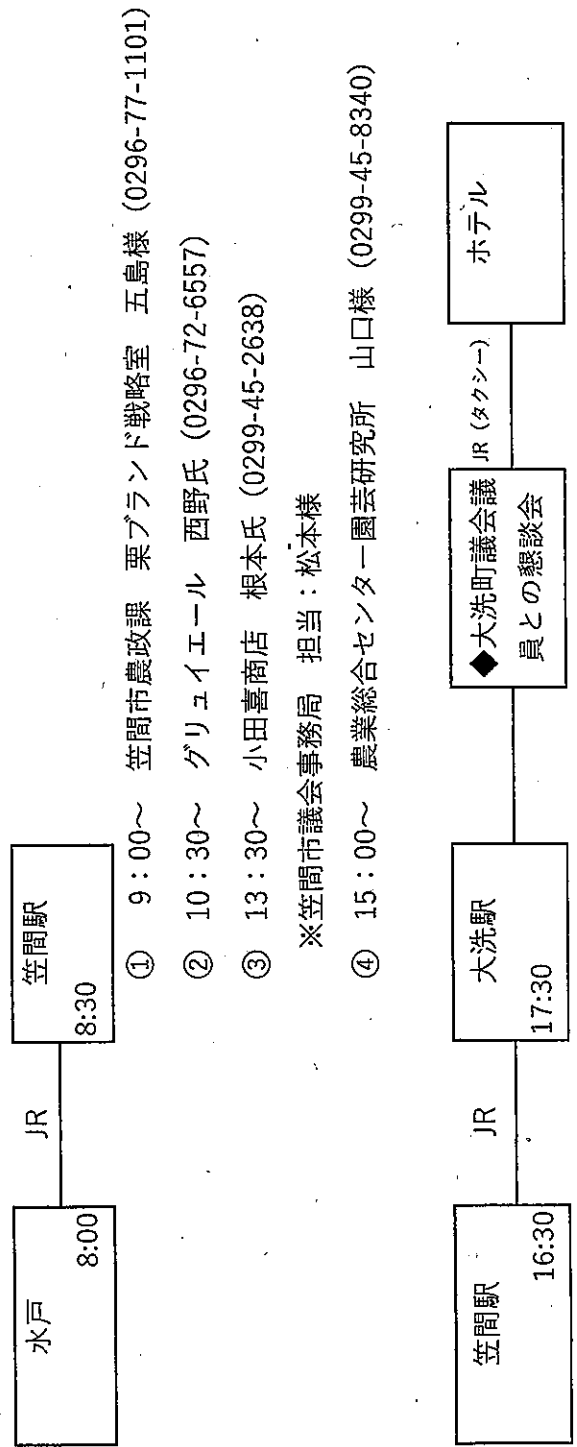 水戸
8:00
JR
笠間駅
8:30
① 9：00～ 笠間市農政課 栗ブランド戦略室 五島様（0296-77-1101）
② 10：30～ グリュイエール 西野氏（0296-72-6557）
③ 13：30～ 小田喜商店 根本氏（0299-45-2638）
※笠間市議会事務局 担当：松本様
④ 15：00～ 農業総合センター園芸研究所 山口様（0299-45-8340）
笠間駅
16:30
JR
大洗駅
17:30
◆大洗町議会議
員との懇談会
JR（タクシー）
ホテル